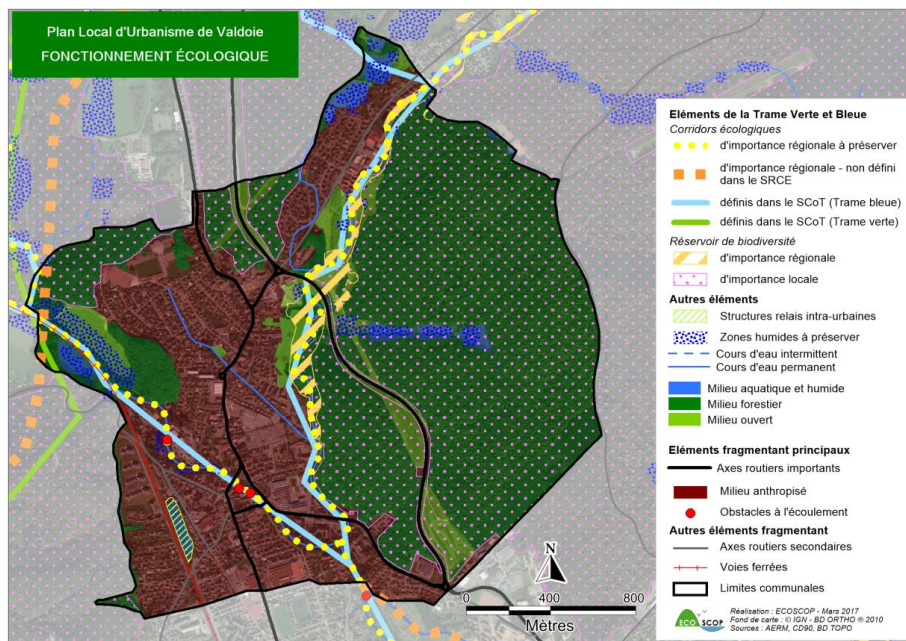 Plan Local d'Urbanisme de Valdoie
FONCTIONNEMENT ÉCOLOGIQUE
Eléments de la Trame Verte et Bleue
Corridors écologiques
d'importance régionale à préserver
d'importance régionale - non défini
dans le SRCE
définis dans le SCoT (Trame bleue)
définis dans le SCoT (Trame verte)
Réservoir de biodiversité
d'importance régionale
d'importance locale
Autres éléments
Structures relais intra-urbaines
Zones humides à préserver
Cours d'eau intermittent
Cours d'eau permanent
Milieu aquatique et humide
Milieu forestier
Milieu ouvert
Eléments fragmentant principaux
Axes routiers importants
Milieu anthropisé
Obstacles à l'écoulement
Autres éléments fragmentant
Axes routiers secondaires
Voies ferrées
Limites communales
N
0 400 800
Mètres
ECOSCOP
Réalisation : ECOSCOP - Mars 2017
Fond de carte : © IGN - BD ORTHO ® 2010
Sources : AERM, CD90, BD TOPO